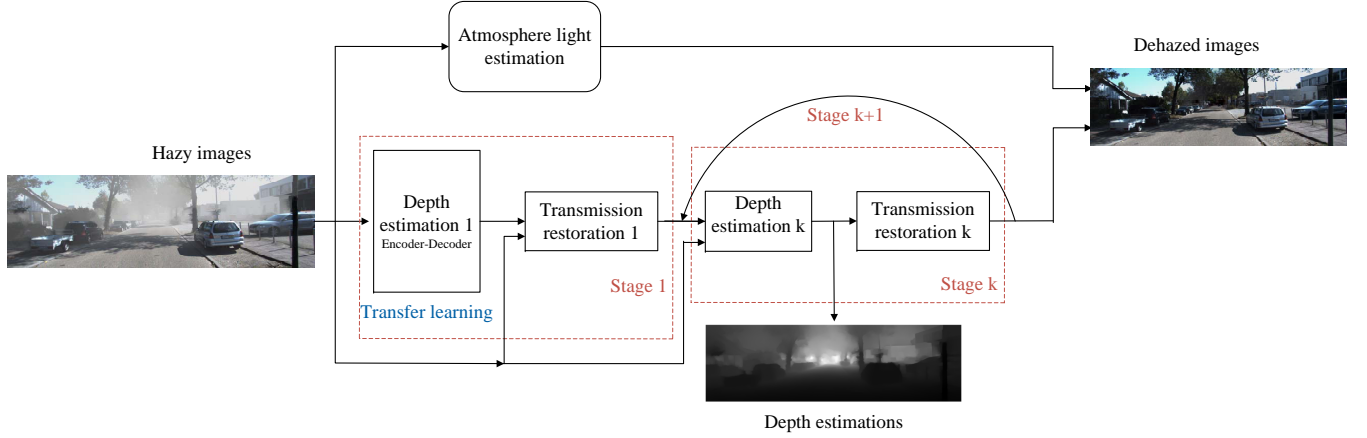 Atmosphere light
estimation
Dehazed images
Stage k+1
Hazy images
Depth
estimation 1
Encoder-Decoder
Transmission
restoration 1
Depth
estimation k
Transmission
restoration k
Stage 1
Stage k
Transfer learning
Depth estimations